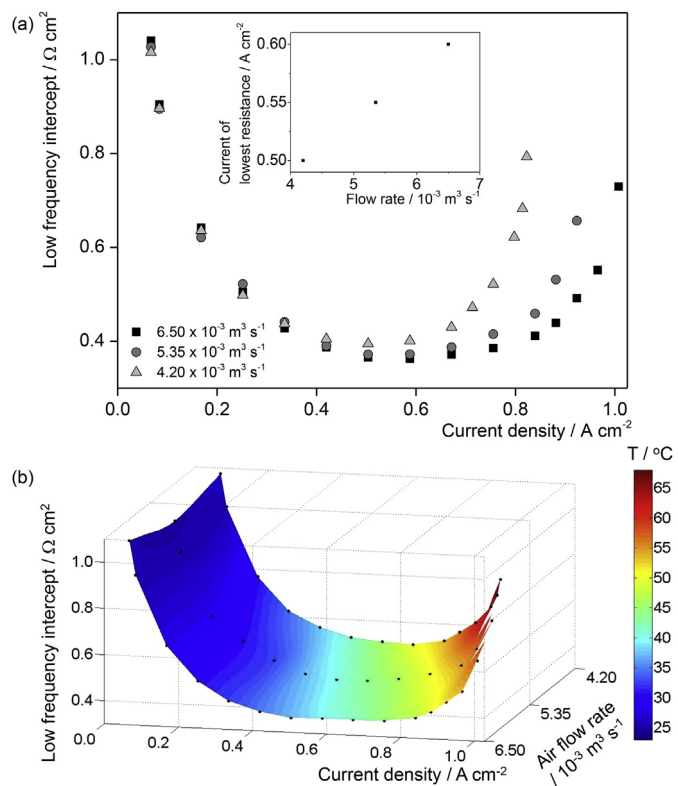 (a)
Low frequency intercept / Ω cm²
1.0
0.8
0.6
0.4
0.0 0.2 0.4 0.6 0.8 1.0
Current density / A cm⁻²
6.50 x 10⁻³ m³ s⁻¹
5.35 x 10⁻³ m³ s⁻¹
4.20 x 10⁻³ m³ s⁻¹
Current of
lowest resistance / A cm⁻²
0.60
0.55
0.50
4 5 6 7
Flow rate / 10⁻³ m³ s⁻¹
(b)
Low frequency intercept / Ω cm²
1.0
0.8
0.6
0.4
0.0 0.2 0.4 0.6 0.8 1.0
Current density / A cm⁻²
4.20
5.35
6.50
Air flow rate
/ 10⁻³ m³ s⁻¹
T / ºC
65
60
55
50
45
40
35
30
25